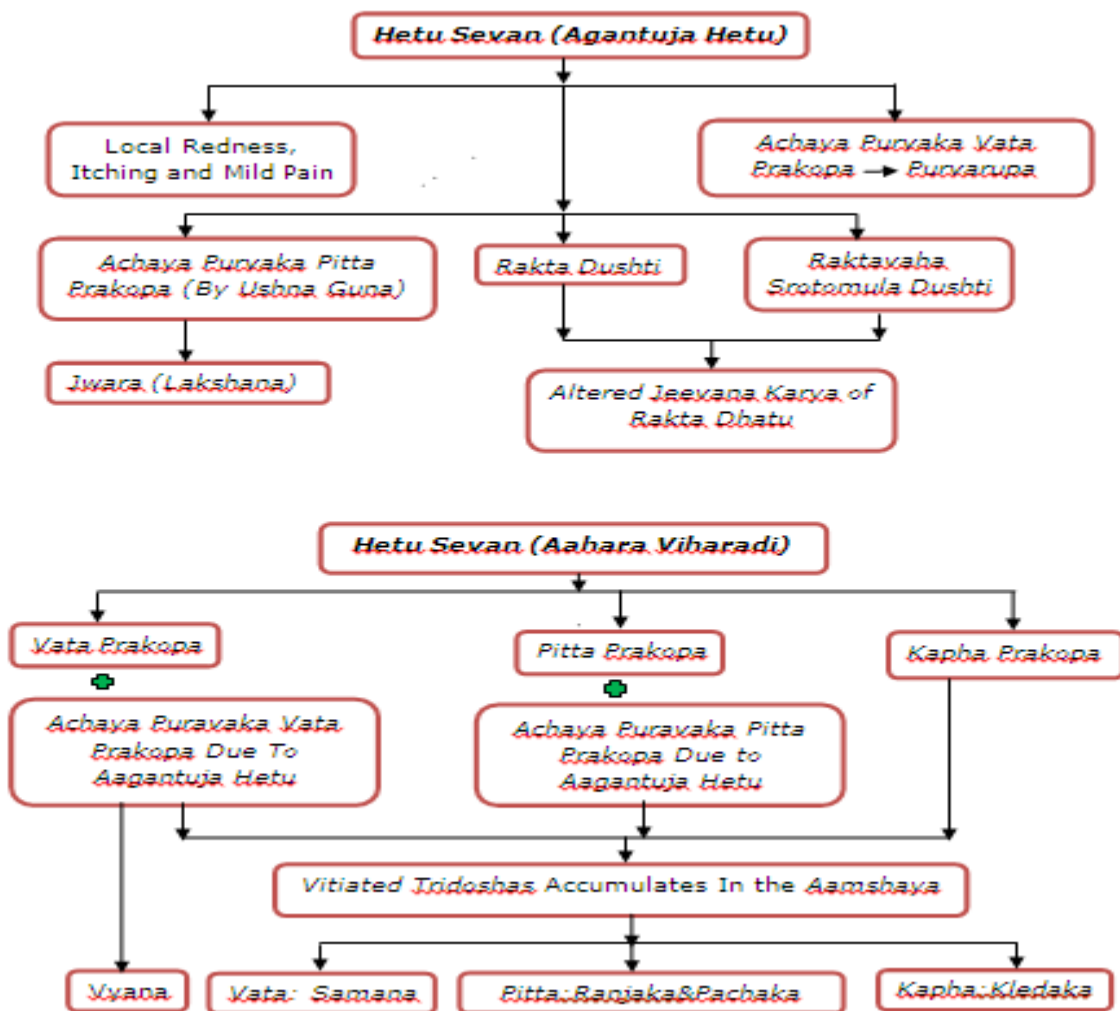 Hetu Sevan (Agantuja Hetu)
Local Redness,
Itching and Mild Pain
Achaya Purvaka Vata
Prakopa → Purvarupa
Achaya Purvaka Pitta
Prakopa (By Ushna Guna)
Rakta Dushti
Raktavaha
Srotomula Dushti
Jwara (Lakshana)
Altered Jeevana Karya of
Rakta Dhatu
Hetu Sevan (Aahara Viharadi)
Vata Prakopa
Pitta Prakopa
Kapha Prakopa
Achaya Puravaka Vata
Prakopa Due To
Aagantuja Hetu
Achaya Puravaka Pitta
Prakopa Due to
Aagantuja Hetu
Vitiated Tridoshas Accumulates In the Aamshaya
Vyana
Vata: Samana
Pitta:Ranjaka&Pachaka
Kapha:Kledaka